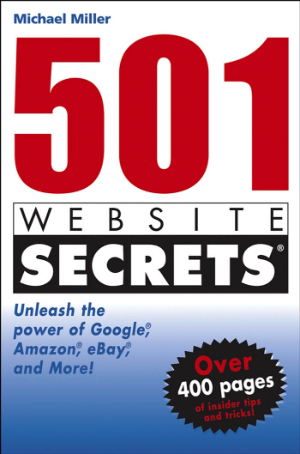 Michael Miller
501
WEBSITE
SECRETS®
Unleash the
power of Google®,
Amazon®, eBay®,
and More!
Over
400 pages
of insider tips
and tricks!